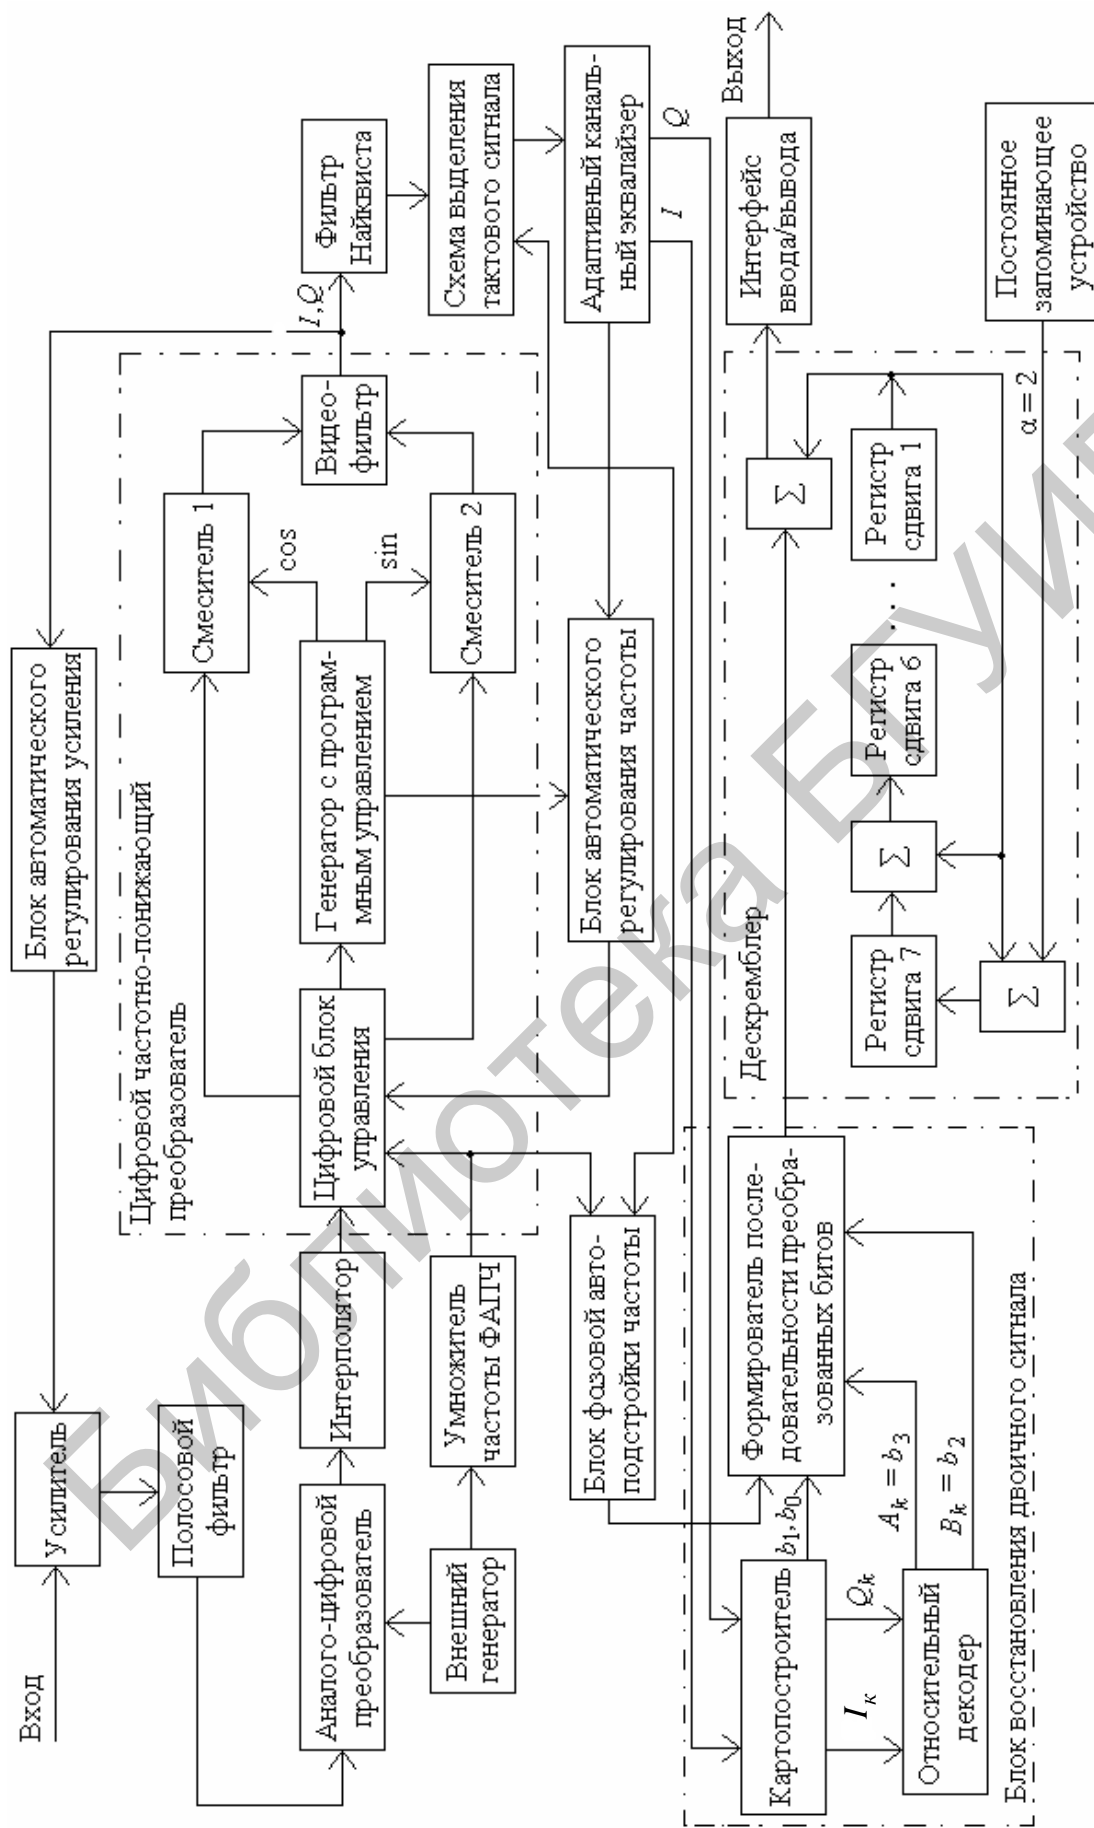 Вход
Усилитель
Блок автоматического
регулирования усиления
Полосовой
фильтр
Цифровой частотно-понижающий
преобразователь
Смеситель 1
cos
Аналого-цифровой
преобразователь
Интерполятор
Цифровой блок
управления
Генератор с програм-
мным управлением
sin
Видео-
фильтр
I,Q
Фильтр
Найквиста
Смеситель 2
Внешний
генератор
Умножитель
частоты ФАПЧ
Схема выделения
тактового сигнала
Блок фазовой авто-
подстройки частоты
Блок автоматического
регулирования частоты
Адаптивный каналь-
ный эквалайзер
I
Q
Картопостроитель
b1, b0
Формирователь после-
довательности преобра-
зованных битов
Дескремблер
Σ
Интерфейс
ввода/вывода
Выход
Iк
Qk
Ak = b3
Bk = b2
Относительный
декодер
Блок восстановления двоичного сигнала
Регистр
сдвига 7
Σ
Регистр
сдвига 6
. . .
Регистр
сдвига 1
Σ
α = 2
Постоянное
запоминающее
устройство
Библиотека БГУИ